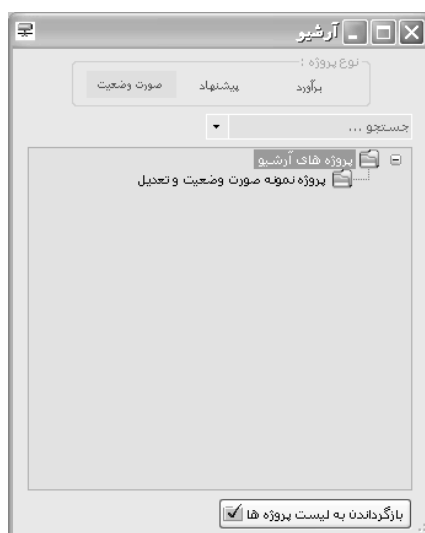 آرشیو
نوع پروژه :
برآورد پیشنهاد صورت وضعیت
جستجو ...
پروژه های آرشیو
پروژه نمونه صورت وضعیت و تعدیل
بازگرداندن به لیست پروژه ها